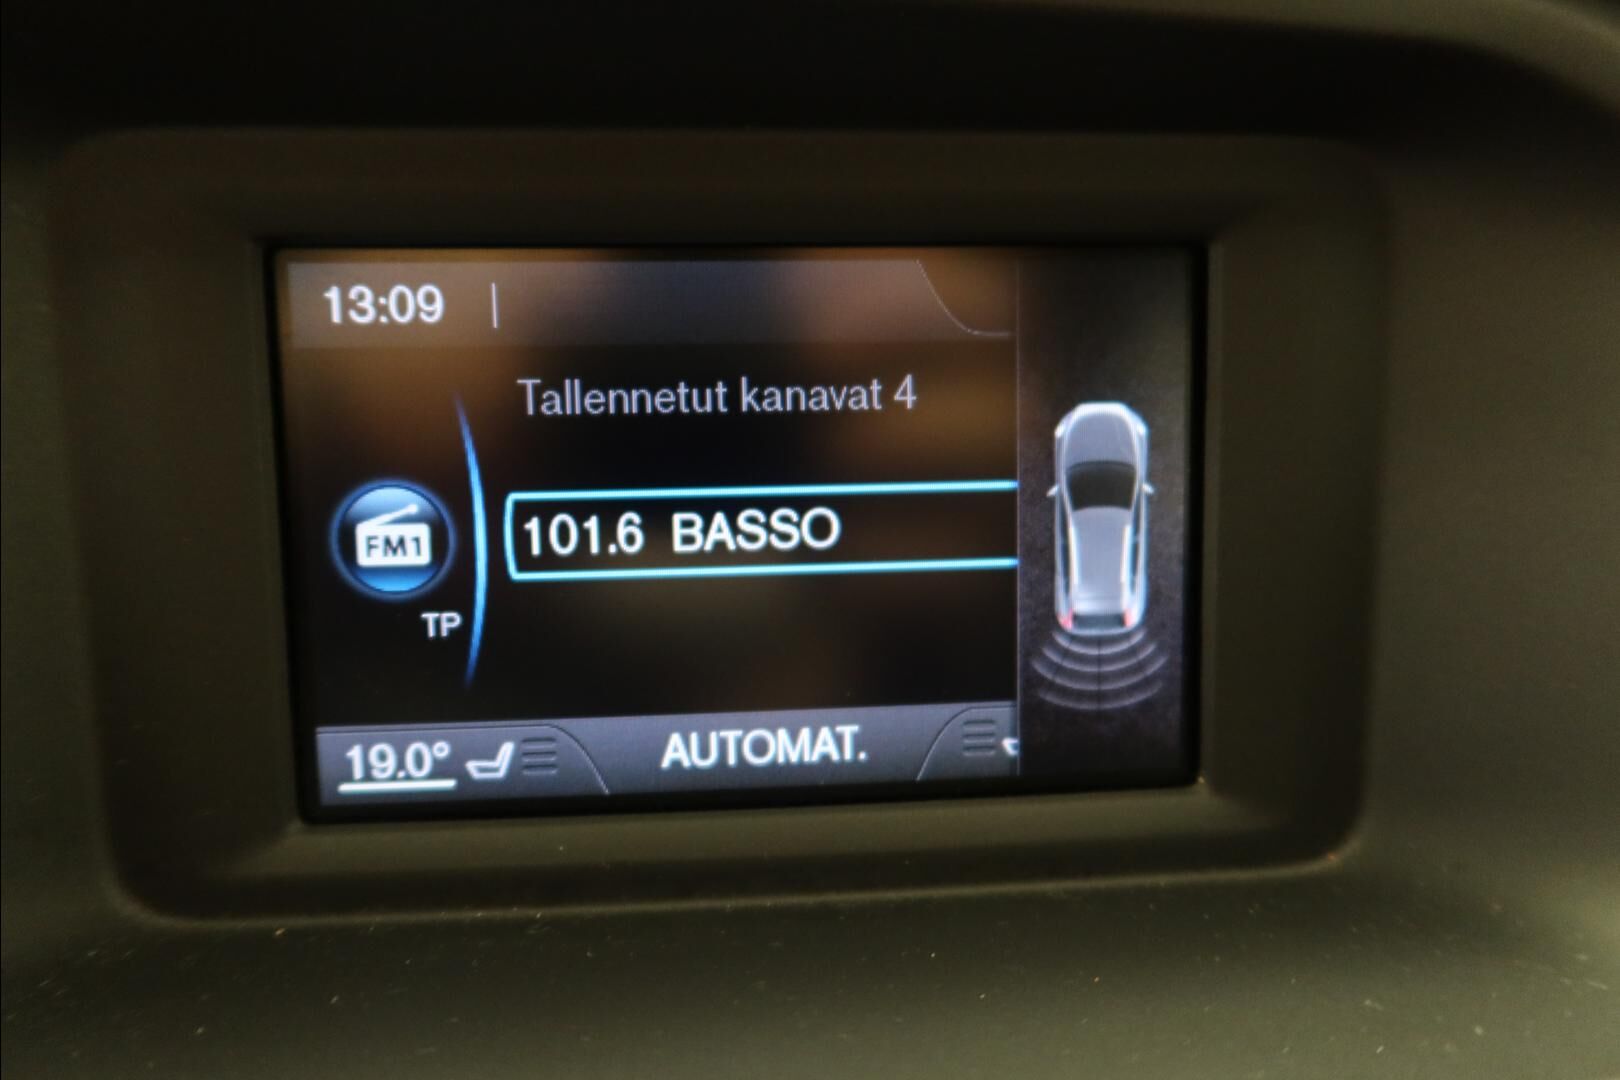 13:09
Tallennetut kanavat 4
101.6 BASSO
FM1
TP
19.0° AUTOMAT.